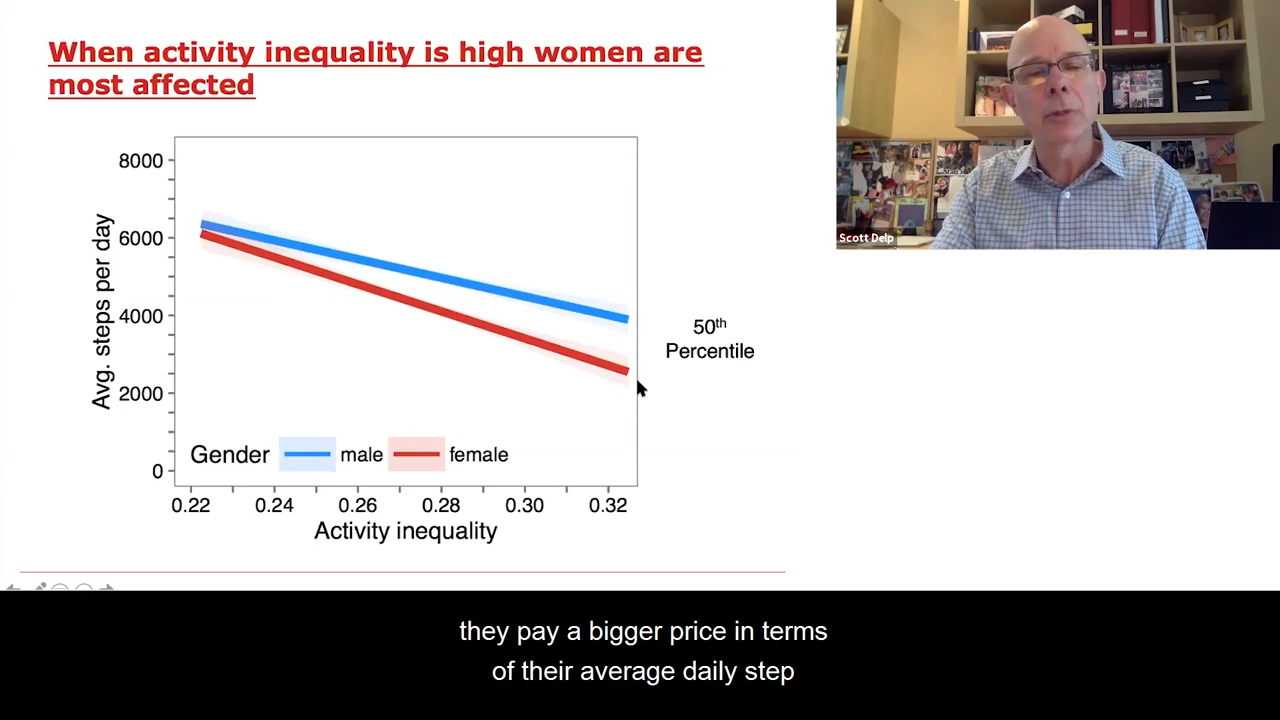 When activity inequality is high women are
most affected
Scott Delp
8000
6000
4000
2000
0
Avg. steps per day
50th
Percentile
Gender male female
0.22 0.24 0.26 0.28 0.30 0.32
Activity inequality
they pay a bigger price in terms
of their average daily step